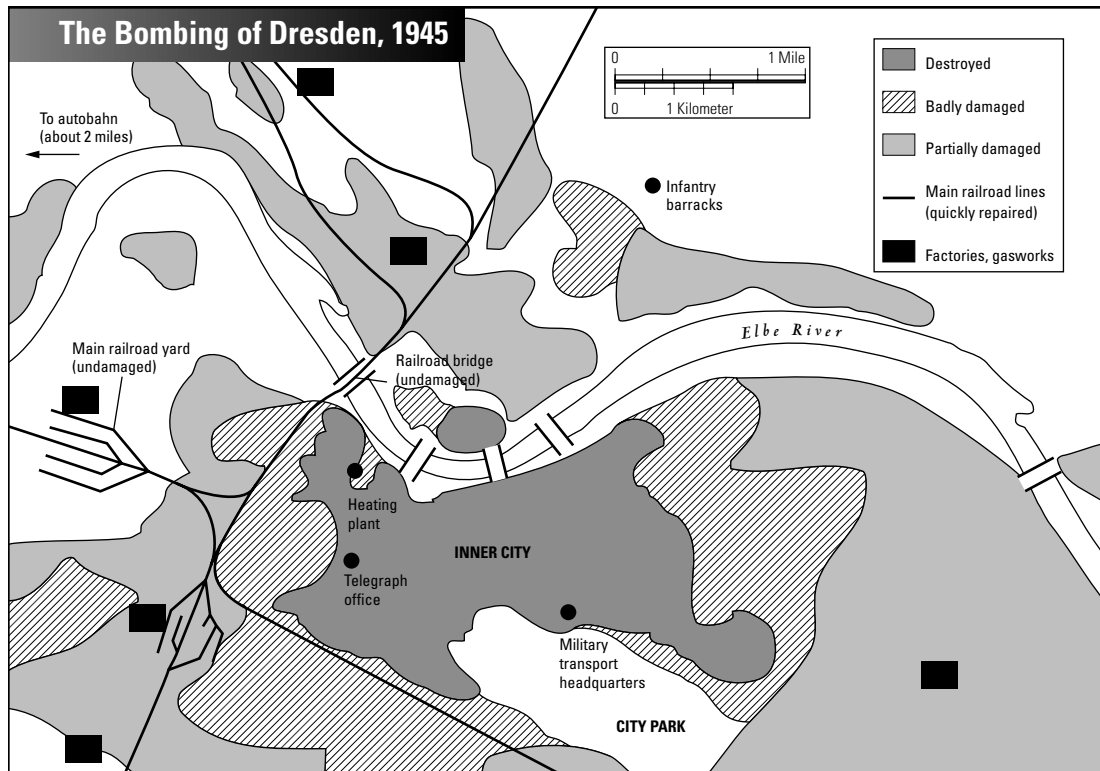 The Bombing of Dresden, 1945
0 1 Mile
0 1 Kilometer
Destroyed
Badly damaged
Partially damaged
Main railroad lines
(quickly repaired)
Factories, gasworks
To autobahn
(about 2 miles)
Infantry
barracks
Elbe River
Main railroad yard
(undamaged)
Railroad bridge
(undamaged)
Heating
plant
INNER CITY
Telegraph
office
Military
transport
headquarters
CITY PARK